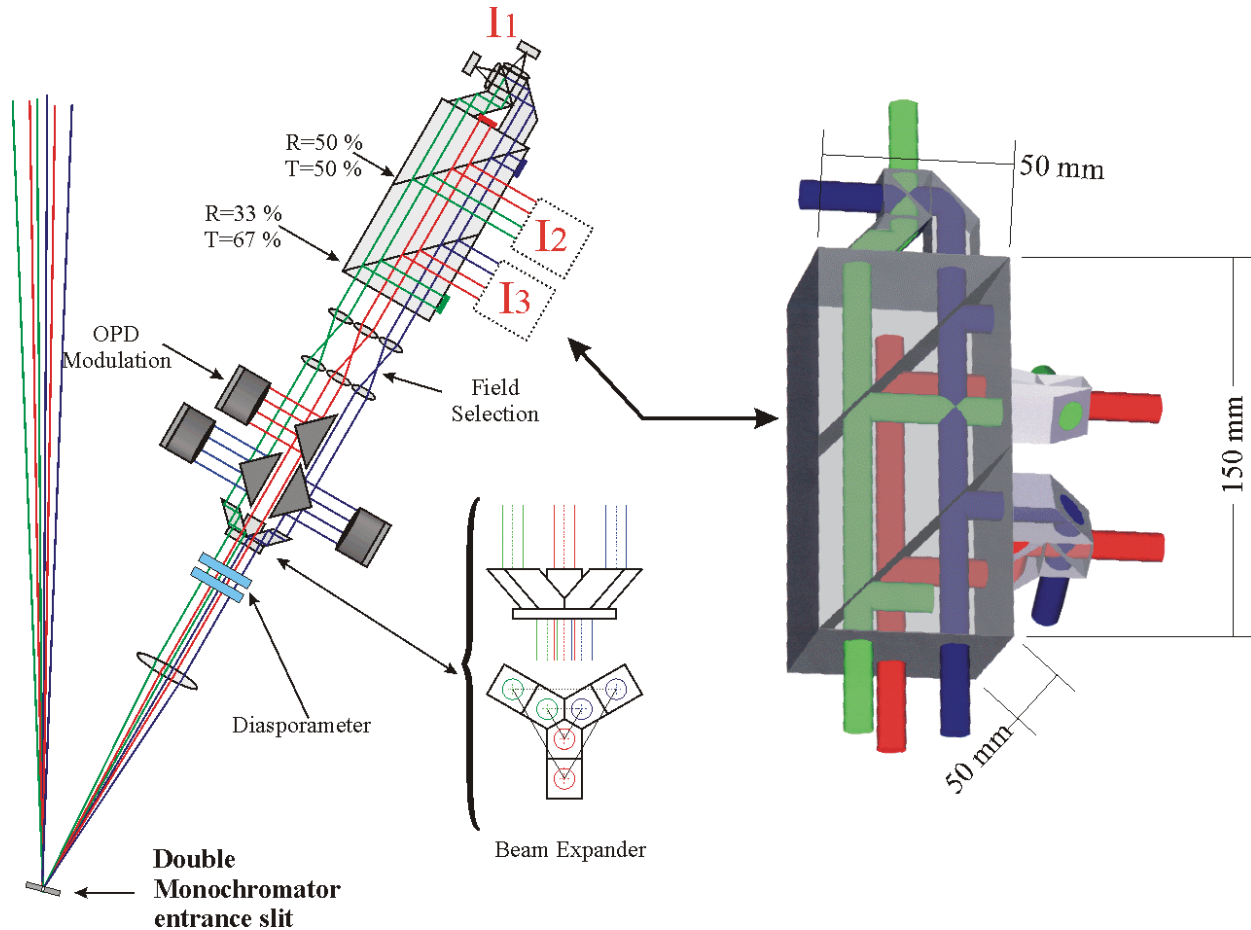 I1
R=50 %
T=50 %
R=33 %
T=67 %
I2
I3
OPD
Modulation
Field
Selection
Diasporameter
Beam Expander
Double
Monochromator
entrance slit
50 mm
150 mm
50 mm